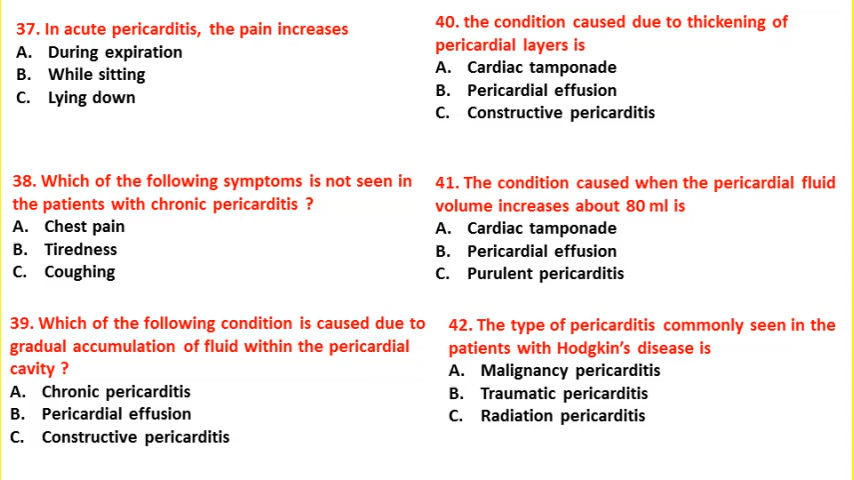 37. In acute pericarditis, the pain increases
A. During expiration
B. While sitting
C. Lying down
38. Which of the following symptoms is not seen in
the patients with chronic pericarditis ?
A. Chest pain
B. Tiredness
C. Coughing
39. Which of the following condition is caused due to
gradual accumulation of fluid within the pericardial
cavity ?
A. Chronic pericarditis
B. Pericardial effusion
C. Constructive pericarditis
40. the condition caused due to thickening of
pericardial layers is
A. Cardiac tamponade
B. Pericardial effusion
C. Constructive pericarditis
41. The condition caused when the pericardial fluid
volume increases about 80 ml is
A. Cardiac tamponade
B. Pericardial effusion
C. Purulent pericarditis
42. The type of pericarditis commonly seen in the
patients with Hodgkin’s disease is
A. Malignancy pericarditis
B. Traumatic pericarditis
C. Radiation pericarditis